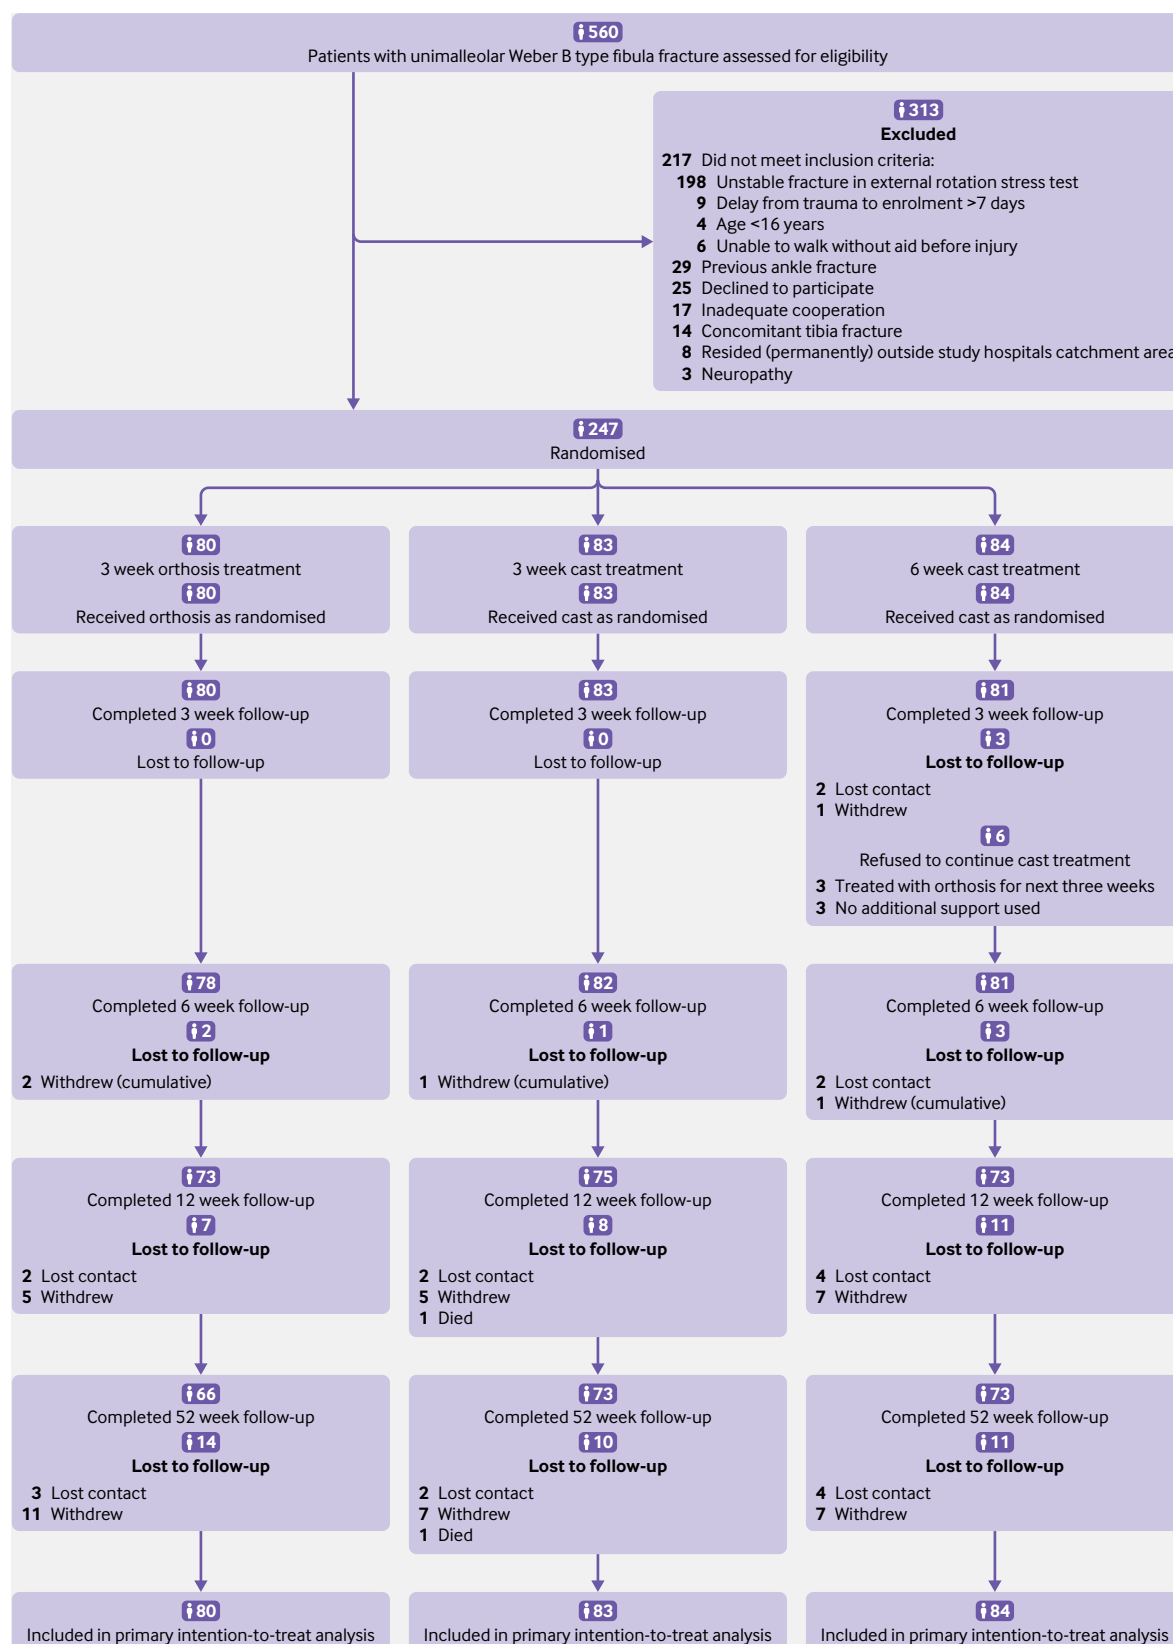 560
Patients with unimalleolar Weber B type fibula fracture assessed for eligibility
313
Excluded
217 Did not meet inclusion criteria:
198 Unstable fracture in external rotation stress test
9 Delay from trauma to enrolment >7 days
4 Age <16 years
6 Unable to walk without aid before injury
29 Previous ankle fracture
25 Declined to participate
17 Inadequate cooperation
14 Concomitant tibia fracture
8 Resided (permanently) outside study hospitals catchment area
3 Neuropathy
247
Randomised
80
3 week orthosis treatment
80
Received orthosis as randomised
83
3 week cast treatment
83
Received cast as randomised
84
6 week cast treatment
84
Received cast as randomised
80
Completed 3 week follow-up
0
Lost to follow-up
83
Completed 3 week follow-up
0
Lost to follow-up
81
Completed 3 week follow-up
3
Lost to follow-up
2 Lost contact
1 Withdrew
6
Refused to continue cast treatment
3 Treated with orthosis for next three weeks
3 No additional support used
78
Completed 6 week follow-up
2
Lost to follow-up
2 Withdrew (cumulative)
82
Completed 6 week follow-up
1
Lost to follow-up
1 Withdrew (cumulative)
81
Completed 6 week follow-up
3
Lost to follow-up
2 Lost contact
1 Withdrew (cumulative)
73
Completed 12 week follow-up
7
Lost to follow-up
2 Lost contact
5 Withdrew
75
Completed 12 week follow-up
8
Lost to follow-up
2 Lost contact
5 Withdrew
1 Died
73
Completed 12 week follow-up
11
Lost to follow-up
4 Lost contact
7 Withdrew
66
Completed 52 week follow-up
14
Lost to follow-up
3 Lost contact
11 Withdrew
73
Completed 52 week follow-up
10
Lost to follow-up
2 Lost contact
7 Withdrew
1 Died
73
Completed 52 week follow-up
11
Lost to follow-up
4 Lost contact
7 Withdrew
80
Included in primary intention-to-treat analysis
83
Included in primary intention-to-treat analysis
84
Included in primary intention-to-treat analysis